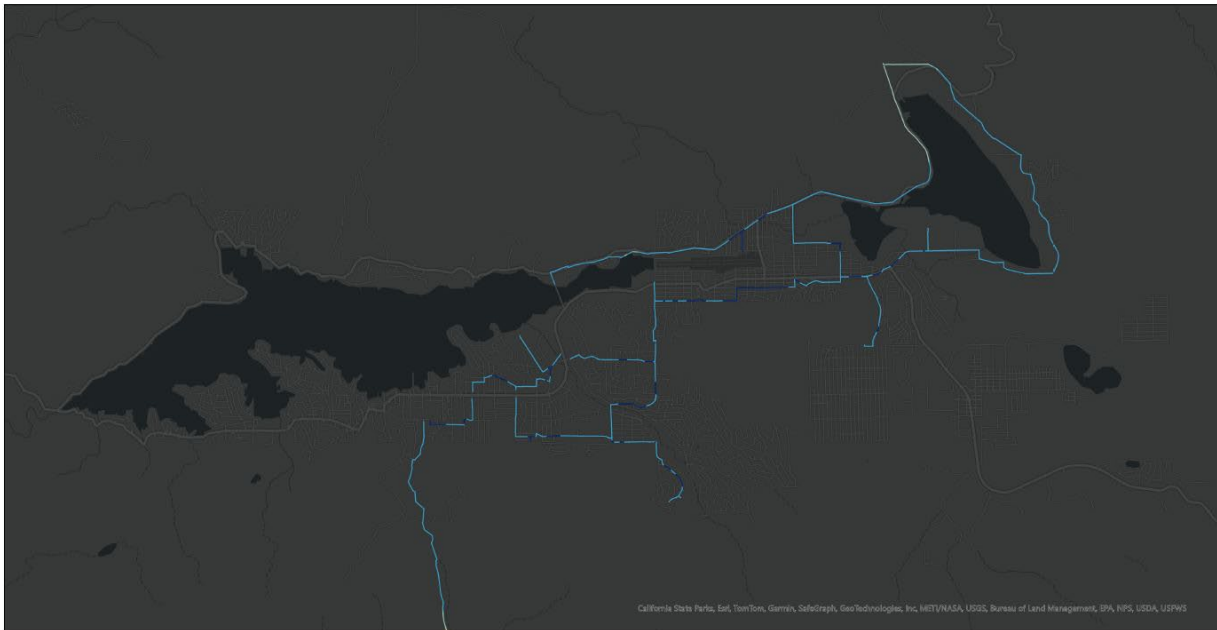 California State Parks, Esri, TomTom, Garmin, SafeGraph, GeoTechnologies, Inc, METI/NASA, USGS, Bureau of Land Management, EPA, NPS, USDA, USFWS